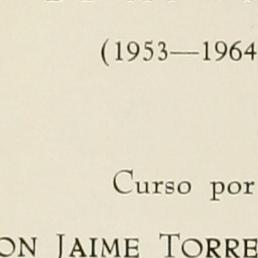 (1953—1964
Curso por
ON JAIME TORRE